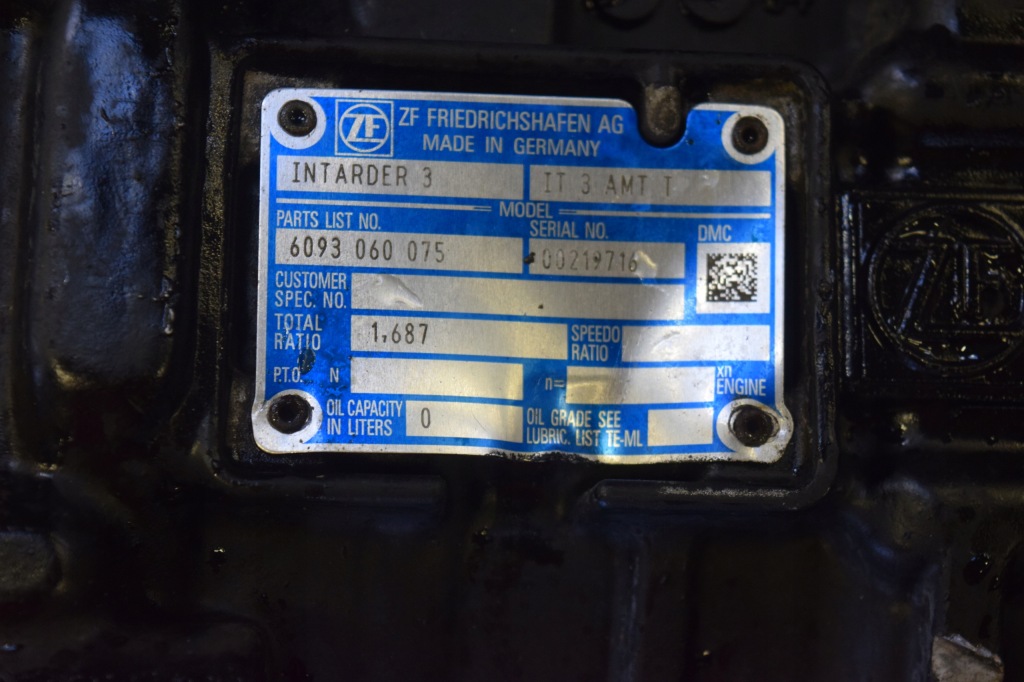 ZF
ZF FRIEDRICHSHAFEN AG
MADE IN GERMANY
INTARDER 3
IT 3 AMT T
MODEL
PARTS LIST NO.
SERIAL NO.
DMC
6093 060 075
00219716
CUSTOMER
SPEC. NO.
TOTAL
RATIO
1,687
SPEEDO
RATIO
P.T.O. N
n=
xn
ENGINE
OIL CAPACITY
IN LITERS
0
OIL GRADE SEE
LUBRIC. LIST TE-ML
ZF